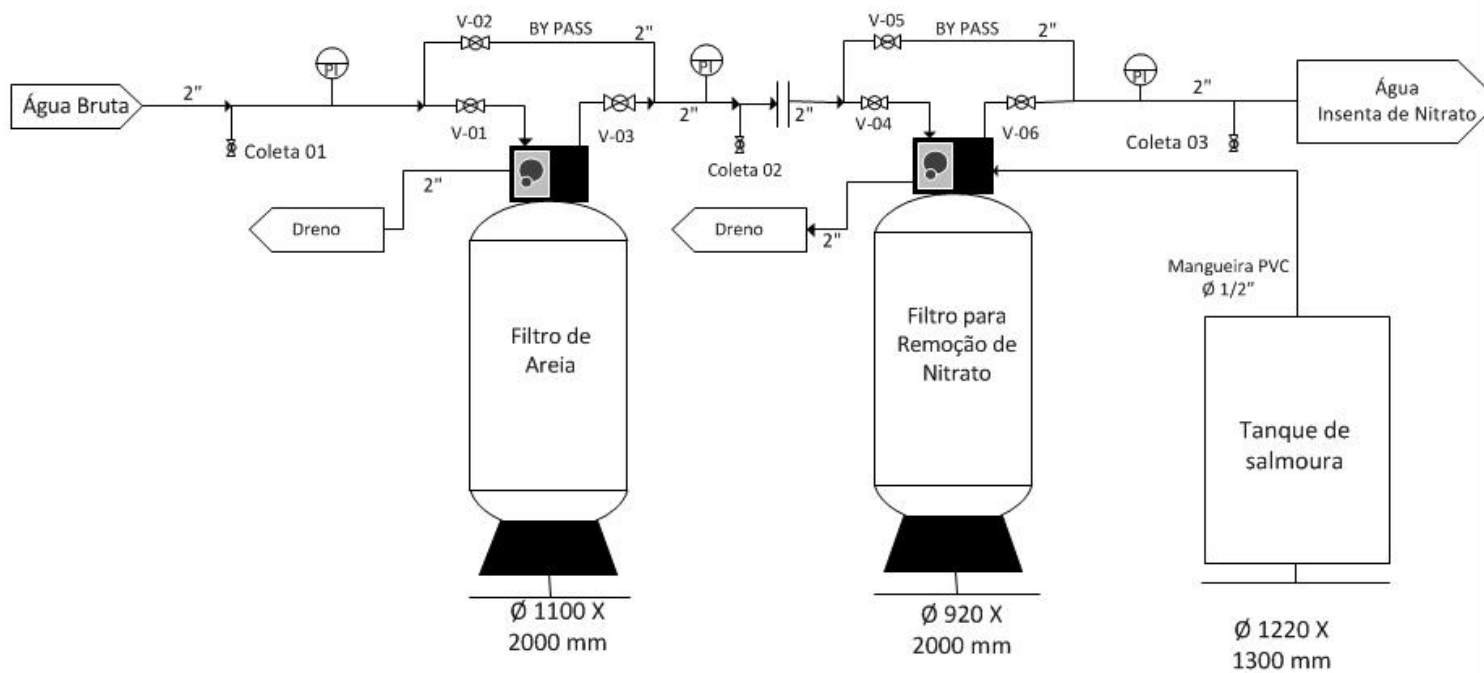 V-02
BY PASS
2"
V-05
BY PASS
2"
PI
PI
PI
Água Bruta
2"
2"
2"
2"
Água
Insenta de Nitrato
V-01
V-03
V-04
V-06
Coleta 01
Coleta 02
Coleta 03
2"
Dreno
Dreno
2"
Mangueira PVC
Ø 1/2"
Filtro de
Areia
Filtro para
Remoção de
Nitrato
Tanque de
salmoura
Ø 1100 X
2000 mm
Ø 920 X
2000 mm
Ø 1220 X
1300 mm